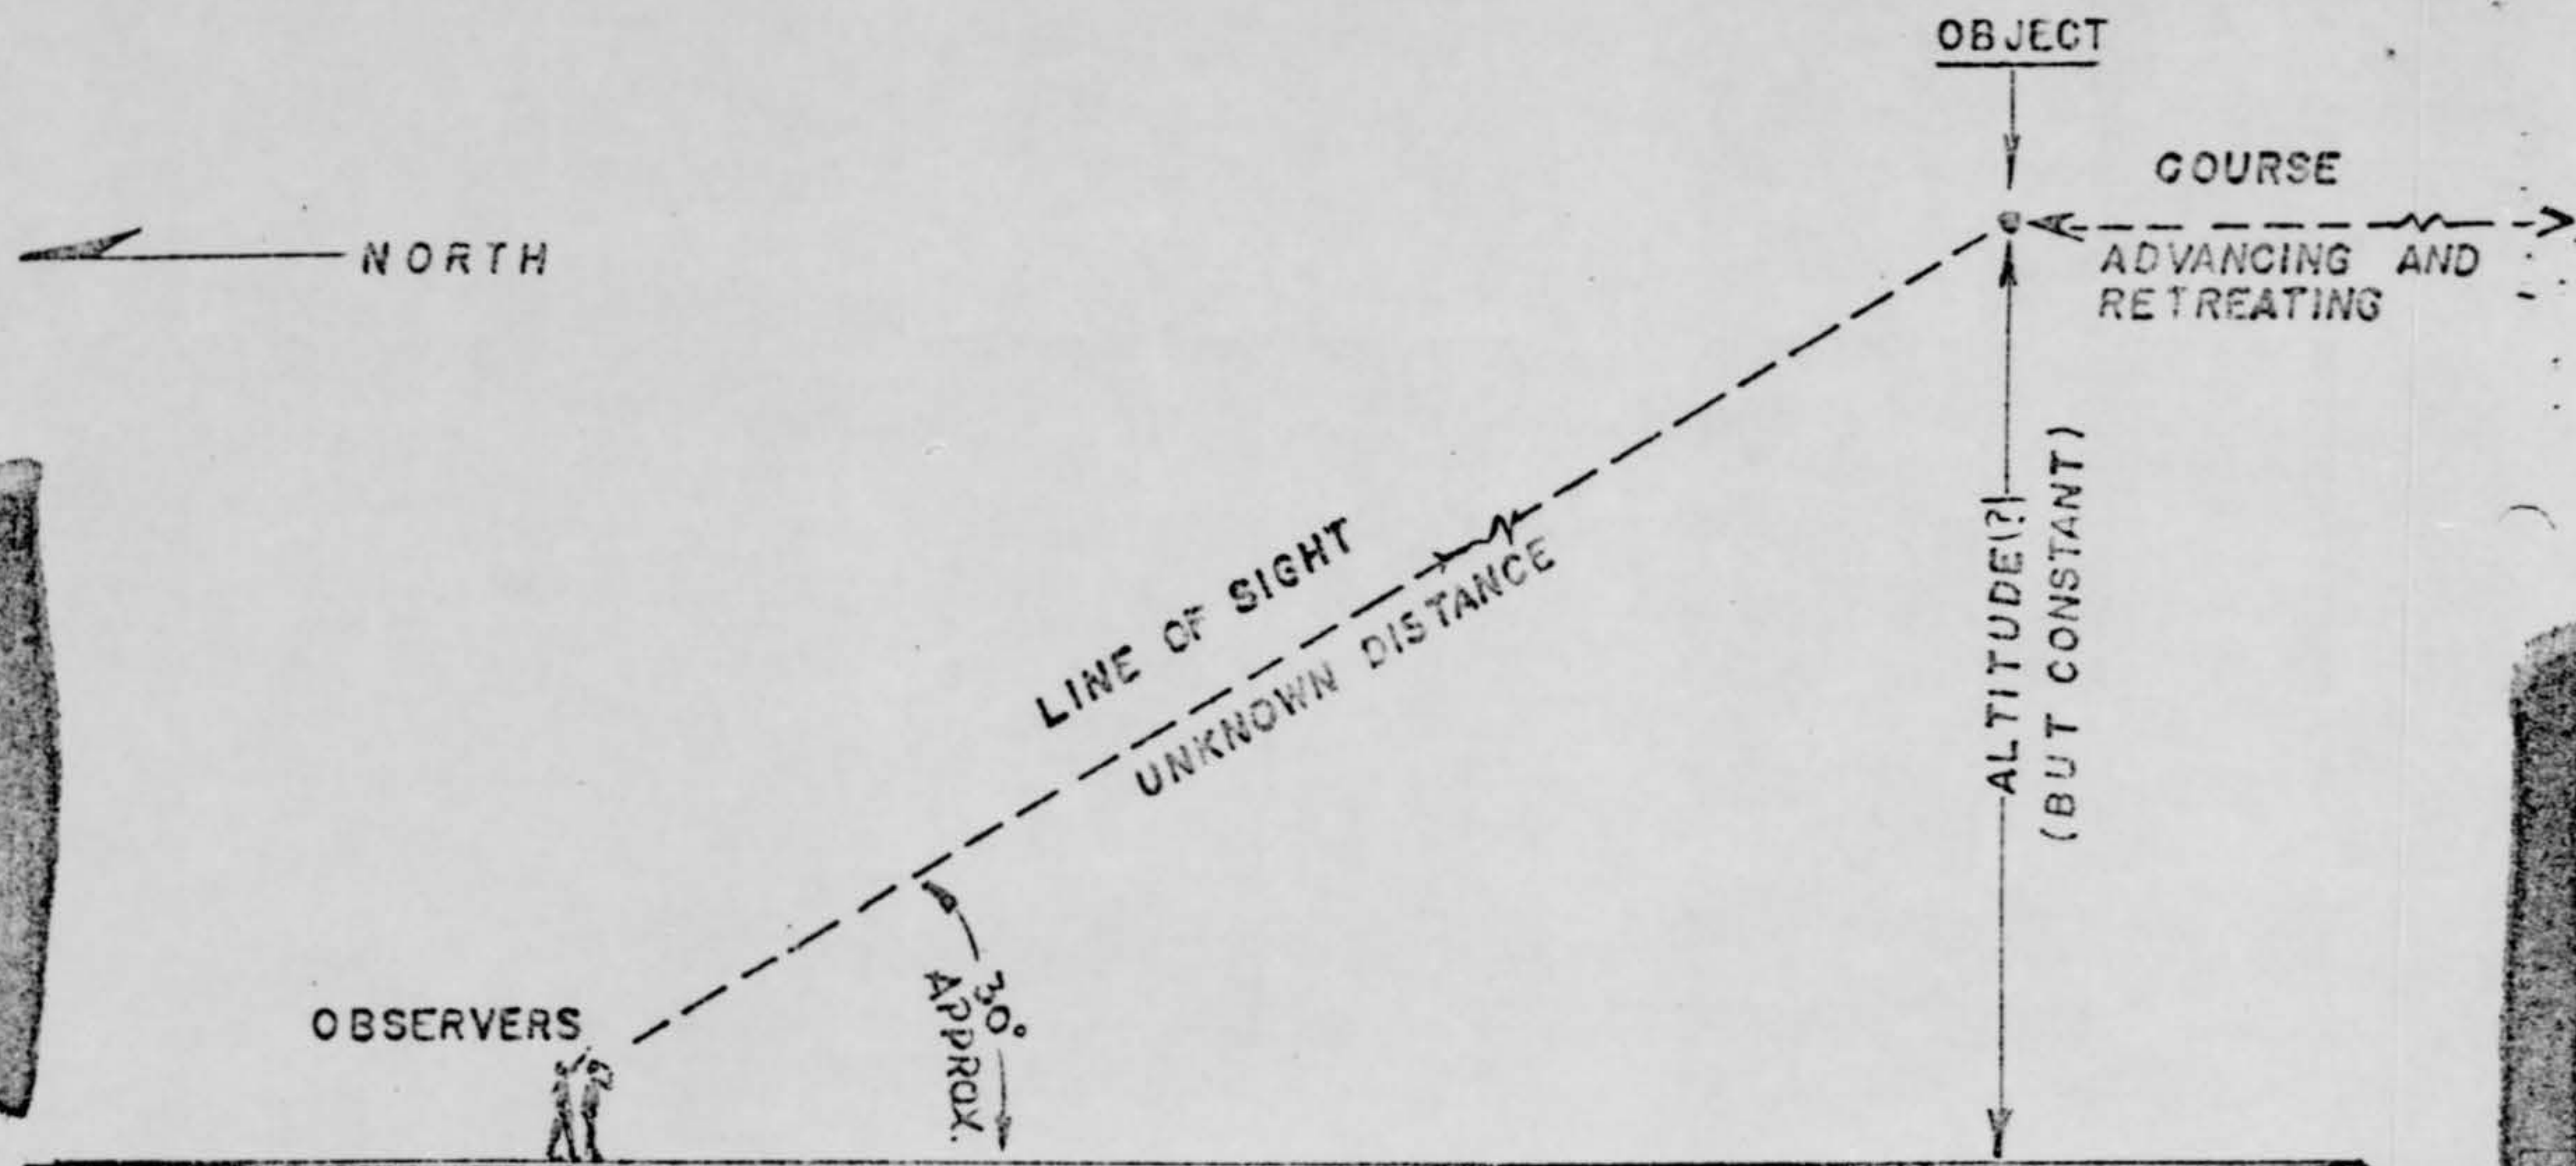 OBJECT
COURSE
NORTH
ADVANCING AND
RETREATING
ALTITUDE(?)
(BUT CONSTANT)
LINE OF SIGHT
UNKNOWN DISTANCE
30°
APPROX.
OBSERVERS